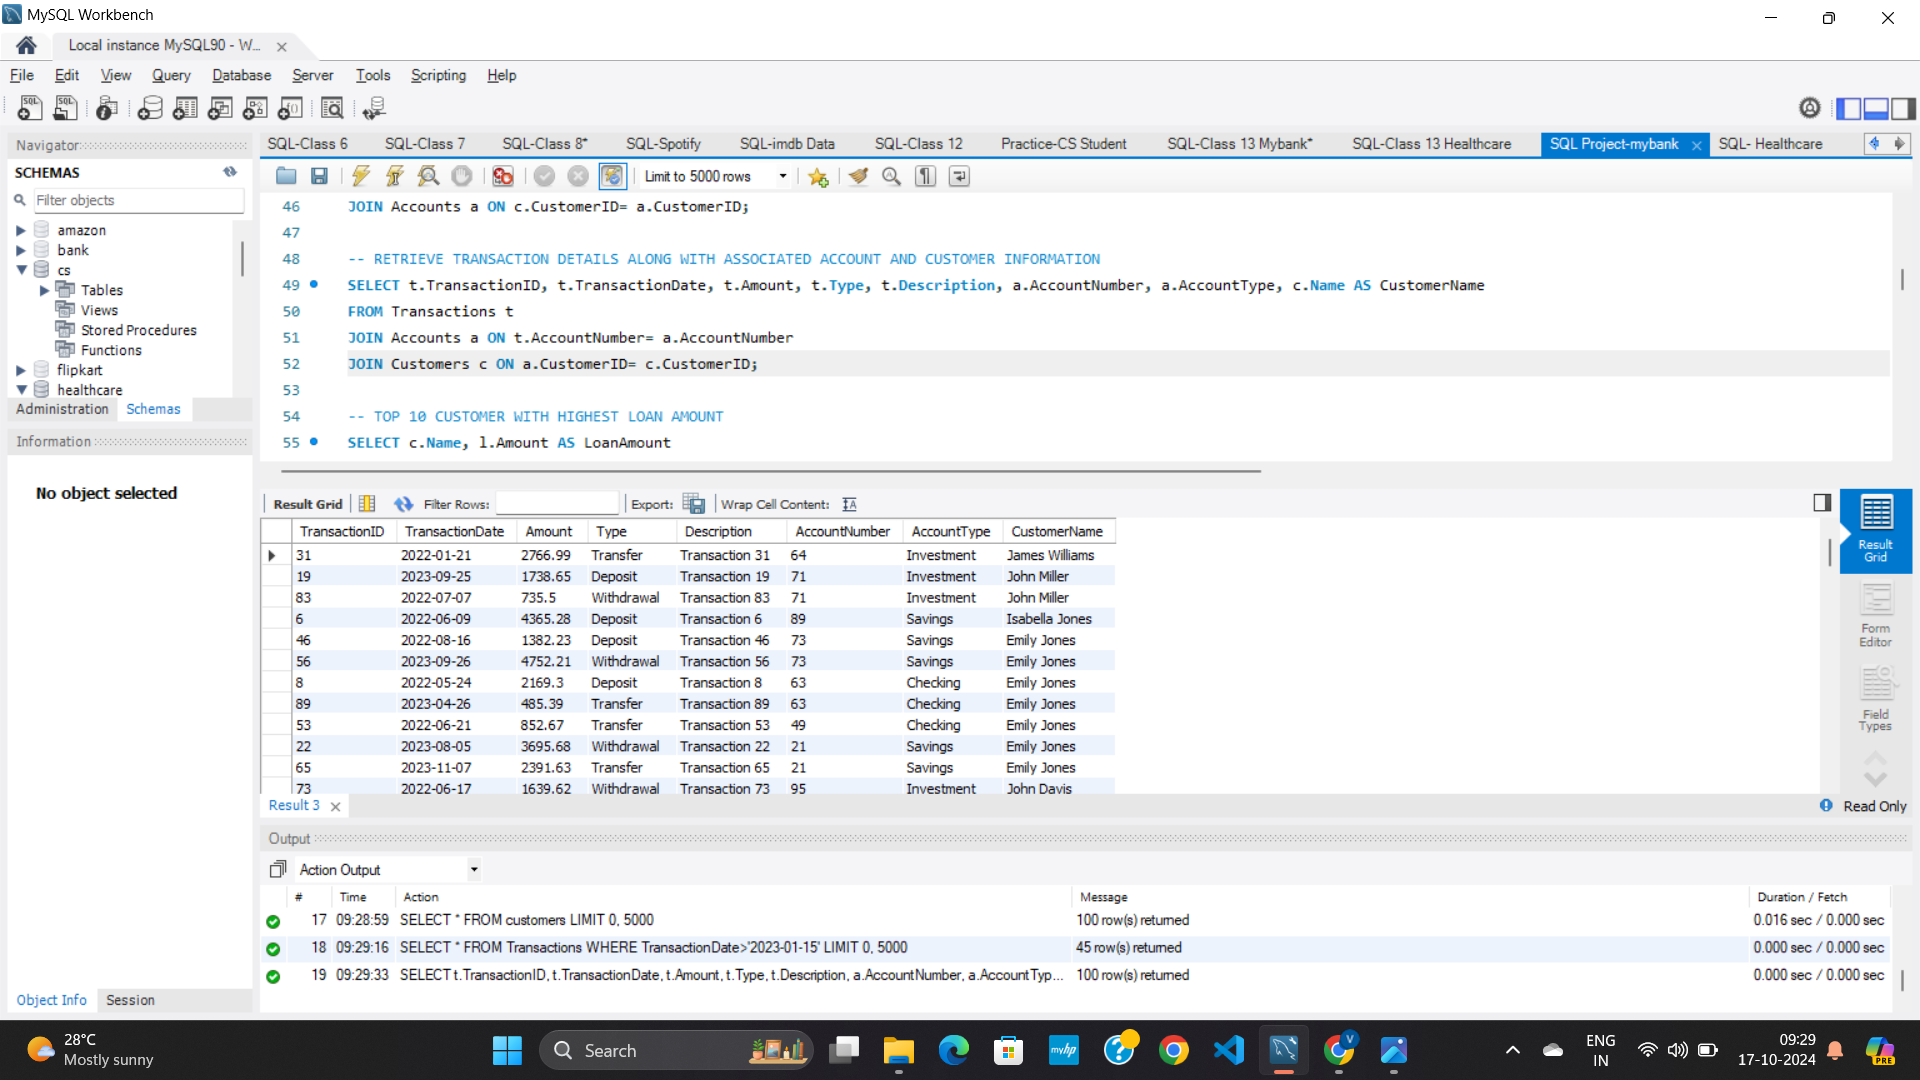 MySQL Workbench
Local instance MySQL90 - W...
File Edit View Query Database Server Tools Scripting Help
Navigator
SCHEMAS
Filter objects
amazon
bank
cs
Tables
Views
Stored Procedures
Functions
flipkart
healthcare
Administration Schemas
Information
No object selected
Object Info Session
SQL-Class 6 SQL-Class 7 SQL-Class 8* SQL-Spotify SQL-imdb Data SQL-Class 12 Practice-CS Student SQL-Class 13 Mybank* SQL-Class 13 Healthcare SQL Project-mybank SQL- Healthcare
Limit to 5000 rows
46 JOIN Accounts a ON c.CustomerID= a.CustomerID;
47
48 -- RETRIEVE TRANSACTION DETAILS ALONG WITH ASSOCIATED ACCOUNT AND CUSTOMER INFORMATION
49 SELECT t.TransactionID, t.TransactionDate, t.Amount, t.Type, t.Description, a.AccountNumber, a.AccountType, c.Name AS CustomerName
50 FROM Transactions t
51 JOIN Accounts a ON t.AccountNumber= a.AccountNumber
52 JOIN Customers c ON a.CustomerID= c.CustomerID;
53
54 -- TOP 10 CUSTOMER WITH HIGHEST LOAN AMOUNT
55 SELECT c.Name, l.Amount AS LoanAmount
Result Grid Filter Rows: Export: Wrap Cell Content:
TransactionID TransactionDate Amount Type Description AccountNumber AccountType CustomerName
31 2022-01-21 2766.99 Transfer Transaction 31 64 Investment James Williams
19 2023-09-25 1738.65 Deposit Transaction 19 71 Investment John Miller
83 2022-07-07 735.5 Withdrawal Transaction 83 71 Investment John Miller
6 2022-06-09 4365.28 Deposit Transaction 6 89 Savings Isabella Jones
46 2022-08-16 1382.23 Deposit Transaction 46 73 Savings Emily Jones
56 2023-09-26 4752.21 Withdrawal Transaction 56 73 Savings Emily Jones
8 2022-05-24 2169.3 Deposit Transaction 8 63 Checking Emily Jones
89 2023-04-26 485.39 Transfer Transaction 89 63 Checking Emily Jones
53 2022-06-21 852.67 Transfer Transaction 53 49 Checking Emily Jones
22 2023-08-05 3695.68 Withdrawal Transaction 22 21 Savings Emily Jones
65 2023-11-07 2391.63 Transfer Transaction 65 21 Savings Emily Jones
73 2022-06-17 1639.62 Withdrawal Transaction 73 95 Investment John Davis
Result
Grid
Form
Editor
Field
Types
Result 3
Read Only
Output
Action Output
# Time Action Message Duration / Fetch
17 09:28:59 SELECT * FROM customers LIMIT 0, 5000 100 row(s) returned 0.016 sec / 0.000 sec
18 09:29:16 SELECT * FROM Transactions WHERE TransactionDate>'2023-01-15' LIMIT 0, 5000 45 row(s) returned 0.000 sec / 0.000 sec
19 09:29:33 SELECT t.TransactionID, t.TransactionDate, t.Amount, t.Type, t.Description, a.AccountNumber, a.AccountTyp... 100 row(s) returned 0.000 sec / 0.000 sec
28°C
Mostly sunny
Search
myhp
V
ENG
IN
09:29
17-10-2024
PRE